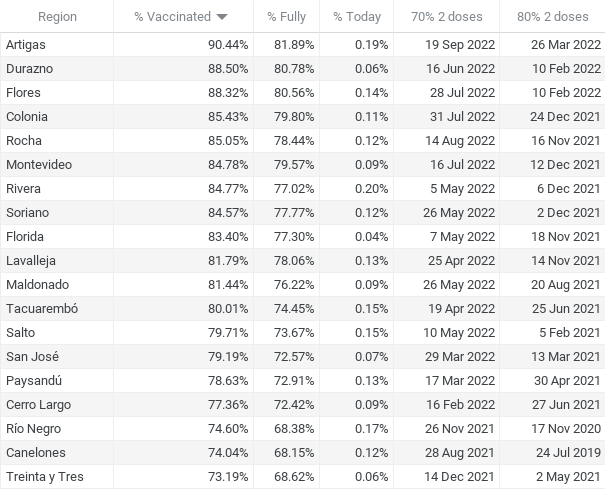 Region % Vaccinated % Fully % Today 70% 2 doses 80% 2 doses
Artigas 90.44% 81.89% 0.19% 19 Sep 2022 26 Mar 2022
Durazno 88.50% 80.78% 0.06% 16 Jun 2022 10 Feb 2022
Flores 88.32% 80.56% 0.14% 28 Jul 2022 10 Feb 2022
Colonia 85.43% 79.80% 0.11% 31 Jul 2022 24 Dec 2021
Rocha 85.05% 78.44% 0.12% 14 Aug 2022 16 Nov 2021
Montevideo 84.78% 79.57% 0.09% 16 Jul 2022 12 Dec 2021
Rivera 84.77% 77.02% 0.20% 5 May 2022 6 Dec 2021
Soriano 84.57% 77.77% 0.12% 26 May 2022 2 Dec 2021
Florida 83.40% 77.30% 0.04% 7 May 2022 18 Nov 2021
Lavalleja 81.79% 78.06% 0.13% 25 Apr 2022 14 Nov 2021
Maldonado 81.44% 76.22% 0.09% 26 May 2022 20 Aug 2021
Tacuarembó 80.01% 74.45% 0.15% 19 Apr 2022 25 Jun 2021
Salto 79.71% 73.67% 0.15% 10 May 2022 5 Feb 2021
San José 79.19% 72.57% 0.07% 29 Mar 2022 13 Mar 2021
Paysandú 78.63% 72.91% 0.13% 17 Mar 2022 30 Apr 2021
Cerro Largo 77.36% 72.42% 0.09% 16 Feb 2022 27 Jun 2021
Río Negro 74.60% 68.38% 0.17% 26 Nov 2021 17 Nov 2020
Canelones 74.04% 68.15% 0.12% 28 Aug 2021 24 Jul 2019
Treinta y Tres 73.19% 68.62% 0.06% 14 Dec 2021 2 May 2021